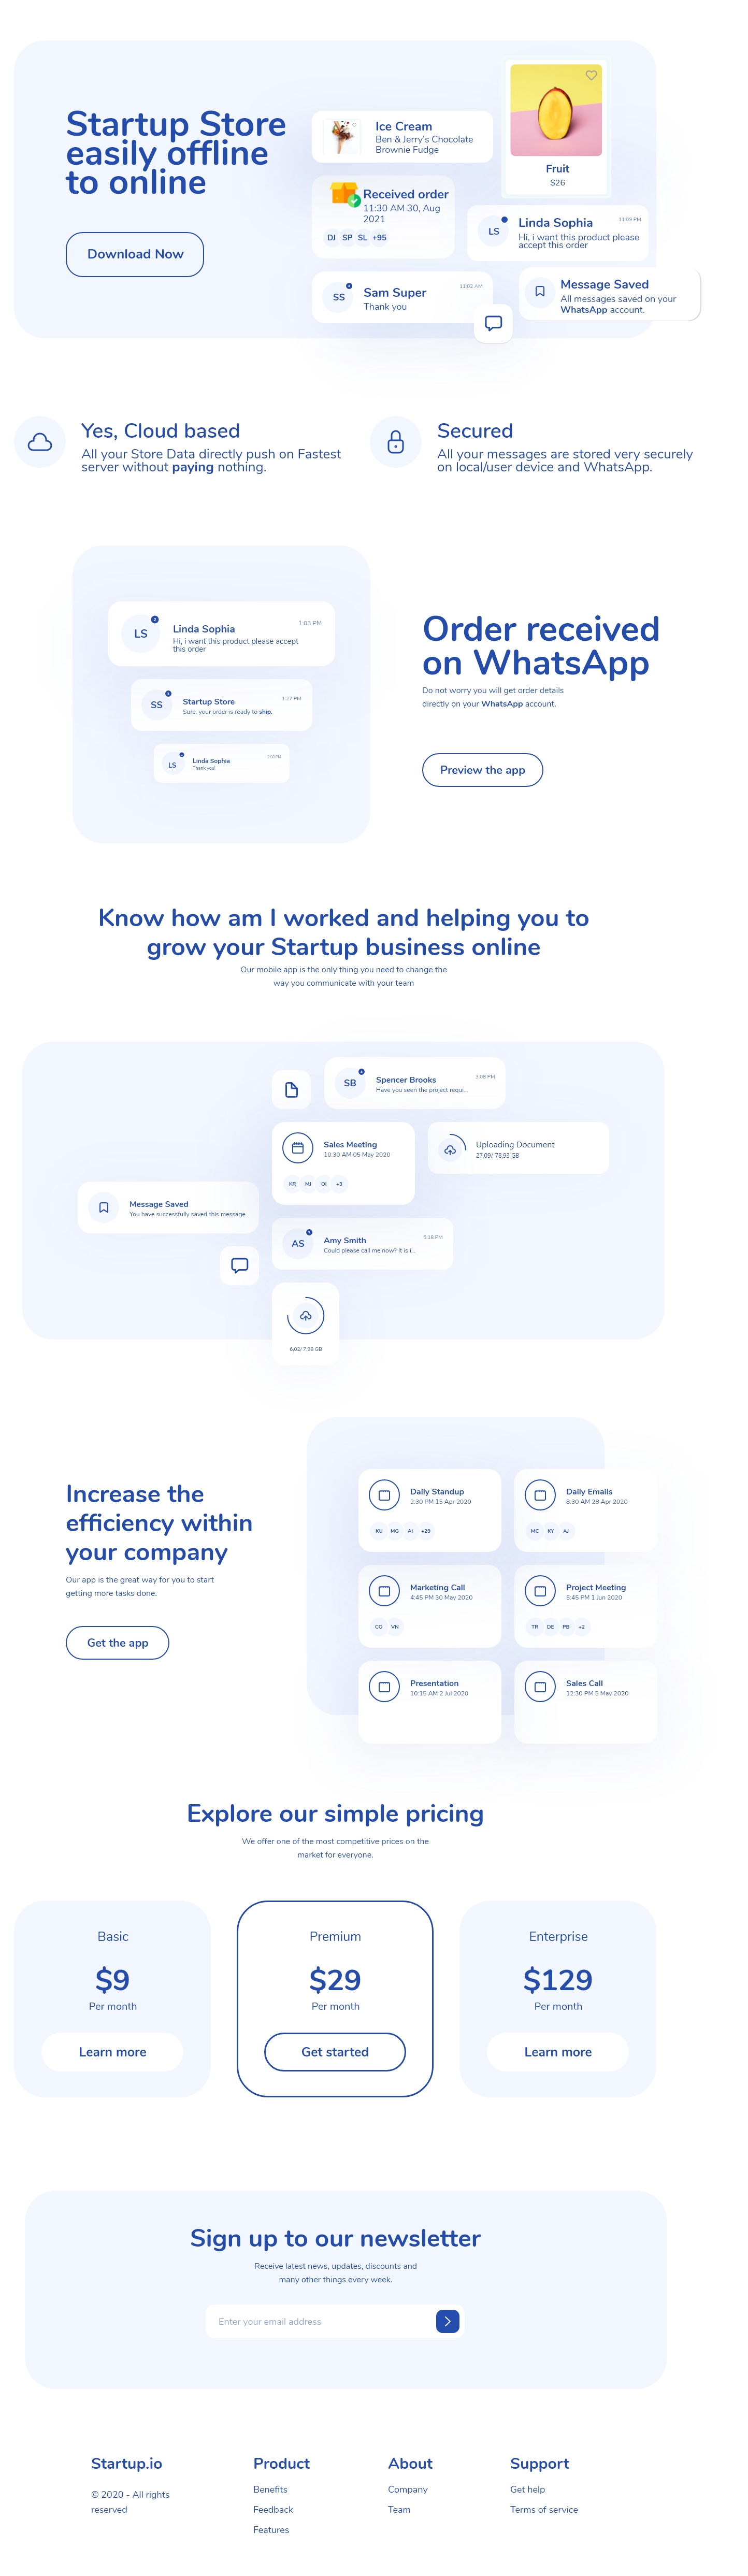 Startup Store
easily offline
to online
Download Now
Ice Cream
Ben & Jerry's Chocolate
Brownie Fudge
Fruit
$26
Received order
11:30 AM 30, Aug
2021
DJ SP SL +95
LS
Linda Sophia
11:03 PM
Hi, i want this product please
accept this order
SS
Sam Super
11:02 AM
Thank you
Message Saved
All messages saved on your
WhatsApp account.
Yes, Cloud based
All your Store Data directly push on Fastest
server without paying nothing.
Secured
All your messages are stored very securely
on local/user device and WhatsApp.
LS
2
Linda Sophia
1:03 PM
Hi, i want this product please accept
this order
SS
Startup Store
1:27 PM
Sure, your order is ready to ship.
LS
Linda Sophia
Thank you!
Order received
on WhatsApp
Do not worry you will get order details
directly on your WhatsApp account.
Preview the app
Know how am I worked and helping you to
grow your Startup business online
Our mobile app is the only thing you need to change the
way you communicate with your team
SB
Spencer Brooks
3:08 PM
Have you seen the project requi...
Sales Meeting
10:30 AM 05 May 2020
KR MJ OI +3
Uploading Document
27,09/ 78,93 GB
Message Saved
You have successfully saved this message
AS
Amy Smith
5:18 PM
Could please call me now? It is i...
6,02/ 7,98 GB
Increase the
efficiency within
your company
Our app is the great way for you to start
getting more tasks done.
Get the app
Daily Standup
2:30 PM 15 Apr 2020
KU MG AI +29
Daily Emails
8:30 AM 28 Apr 2020
MC KY AJ
Marketing Call
4:45 PM 30 May 2020
CO VN
Project Meeting
5:45 PM 1 Jun 2020
TR DE PB +2
Presentation
10:15 AM 2 Jul 2020
Sales Call
12:30 PM 5 May 2020
Explore our simple pricing
We offer one of the most competitive prices on the
market for everyone.
Basic
$9
Per month
Learn more
Premium
$29
Per month
Get started
Enterprise
$129
Per month
Learn more
Sign up to our newsletter
Receive latest news, updates, discounts and
many other things every week.
Enter your email address
Startup.io
© 2020 - All rights
reserved
Product
Benefits
Feedback
Features
About
Company
Team
Support
Get help
Terms of service